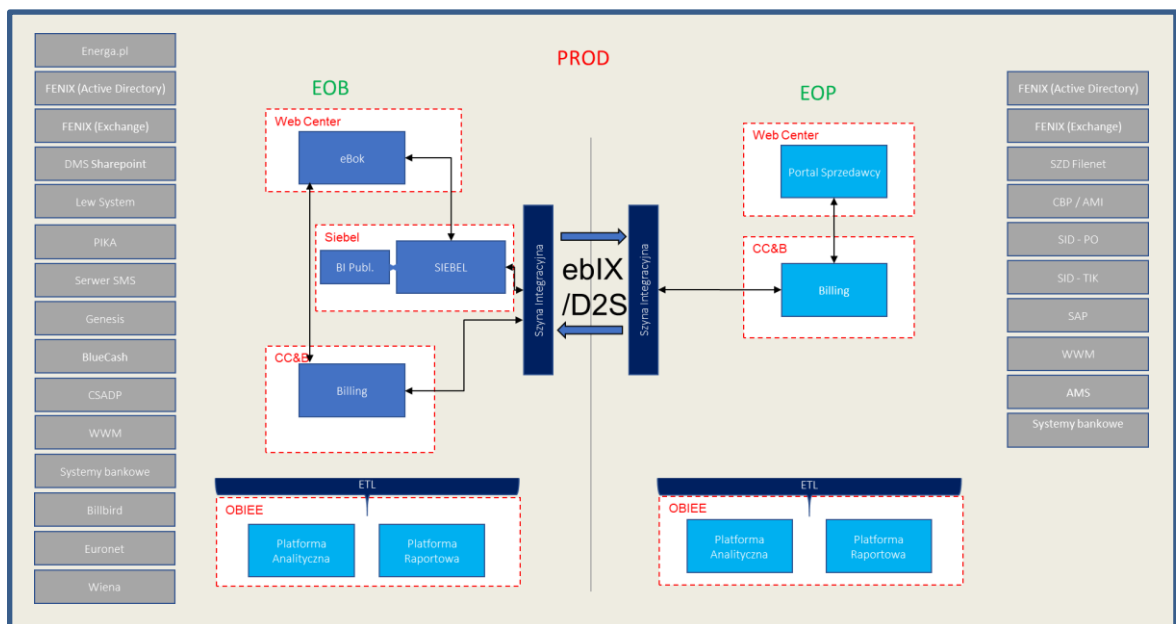 PROD
Energa.pl
FENIX (Active Directory)
FENIX (Exchange)
DMS Sharepoint
Lew System
PIKA
Serwer SMS
Genesis
BlueCash
CSADP
WWM
Systemy bankowe
Billbird
Euronet
Wiena
EOB
Web Center
eBok
Siebel
BI Publ.
SIEBEL
CC&B
Billing
ETL
OBIEE
Platforma
Analityczna
Platforma
Raportowa
Szyna Integracyjna
ebIX
/D2S
Szyna Integracyjna
EOP
Web Center
Portal Sprzedawcy
CC&B
Billing
ETL
OBIEE
Platforma
Analityczna
Platforma
Raportowa
FENIX (Active Directory)
FENIX (Exchange)
SZD Filenet
CBP / AMI
SID - PO
SID - TIK
SAP
WWM
AMS
Systemy bankowe